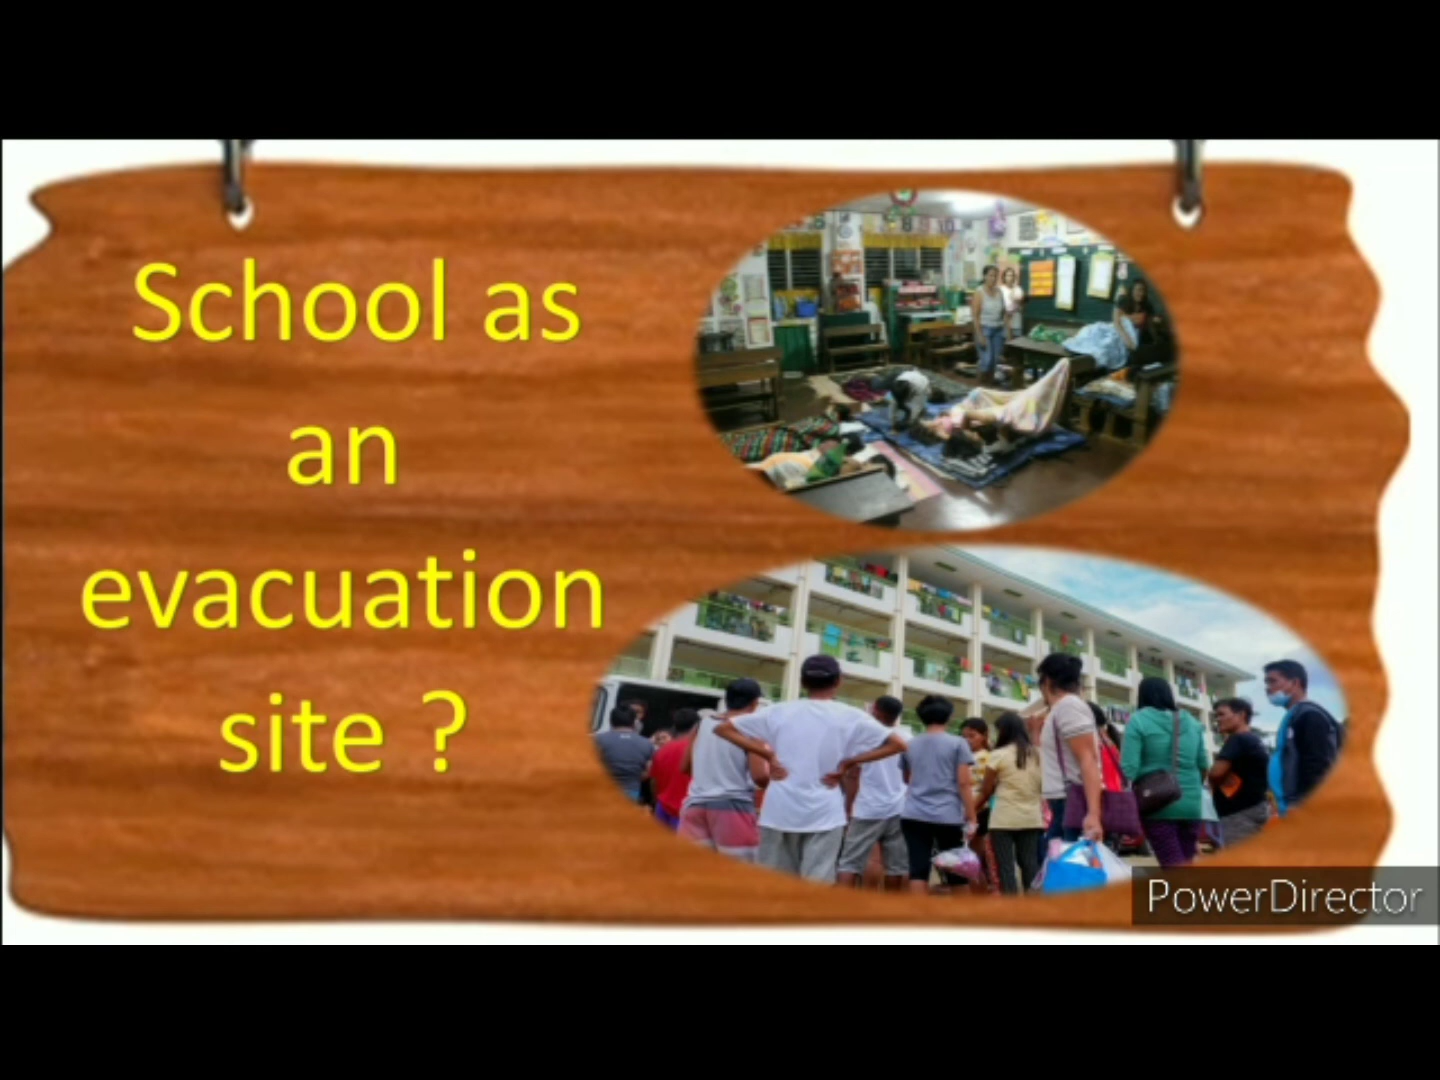 School as
an
evacuation
site ?
PowerDirector